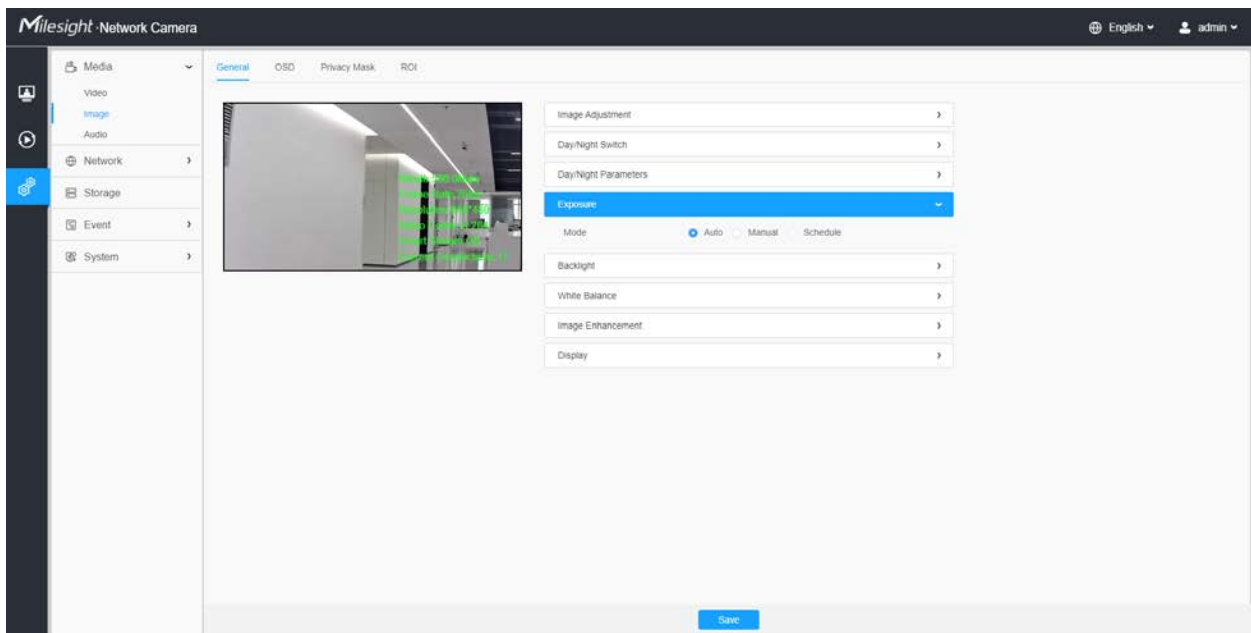 Milesight · Network Camera
English
admin
Media
Video
Image
Audio
Network
Storage
Event
System
General OSD Privacy Mask ROI
Image Adjustment
Day/Night Switch
Day/Night Parameters
Exposure
Mode Auto Manual Schedule
Backlight
White Balance
Image Enhancement
Display
Save